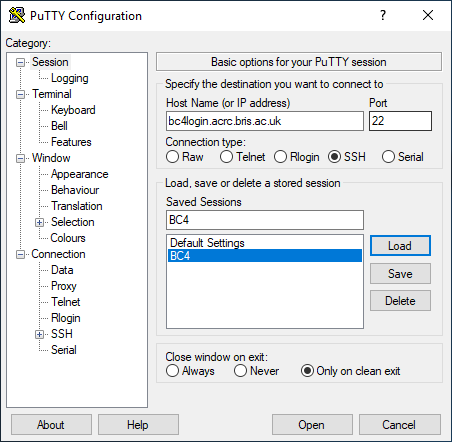 PuTTY Configuration ? ×
Category:
Session
Logging
Terminal
Keyboard
Bell
Features
Window
Appearance
Behaviour
Translation
Selection
Colours
Connection
Data
Proxy
Telnet
Rlogin
SSH
Serial
Basic options for your PuTTY session
Specify the destination you want to connect to
Host Name (or IP address) Port
bc4login.acrc.bris.ac.uk 22
Connection type:
Raw Telnet Rlogin SSH Serial
Load, save or delete a stored session
Saved Sessions
BC4
Default Settings
BC4
Load
Save
Delete
Close window on exit:
Always Never Only on clean exit
About Help Open Cancel